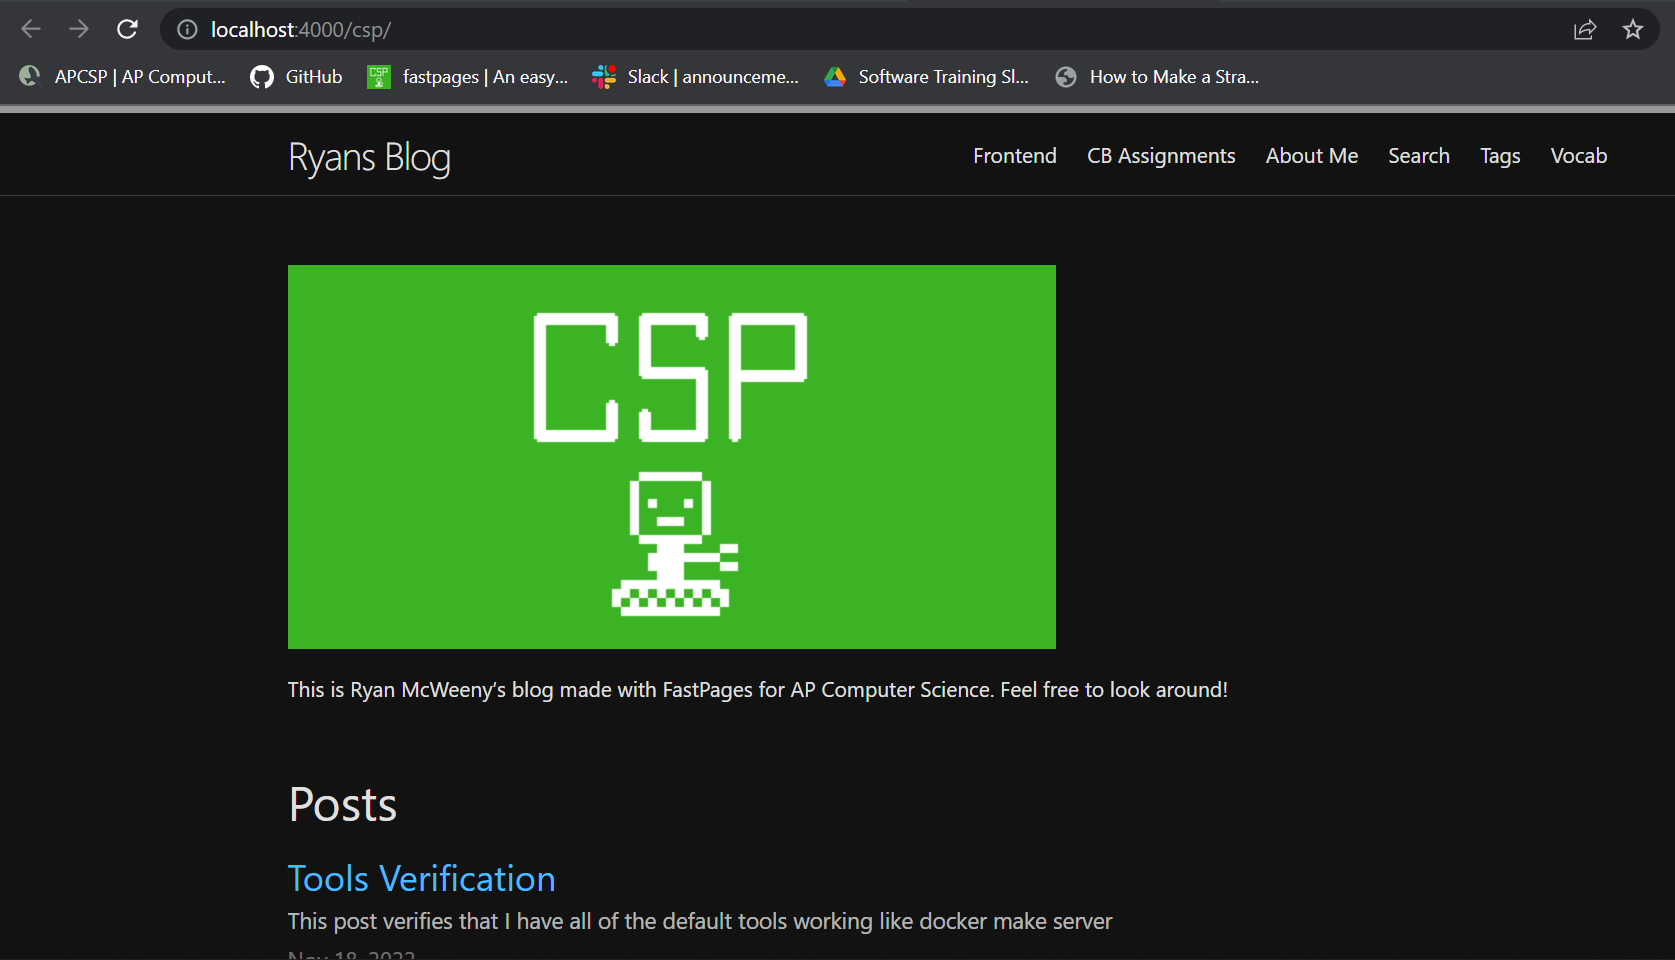 localhost:4000/csp/
APCSP | AP Comput... GitHub fastpages | An easy... Slack | announceme... Software Training Sl... How to Make a Stra...
Ryans Blog Frontend CB Assignments About Me Search Tags Vocab
CSP
This is Ryan McWeeny’s blog made with FastPages for AP Computer Science. Feel free to look around!
Posts
Tools Verification
This post verifies that I have all of the default tools working like docker make server
Nov 18,